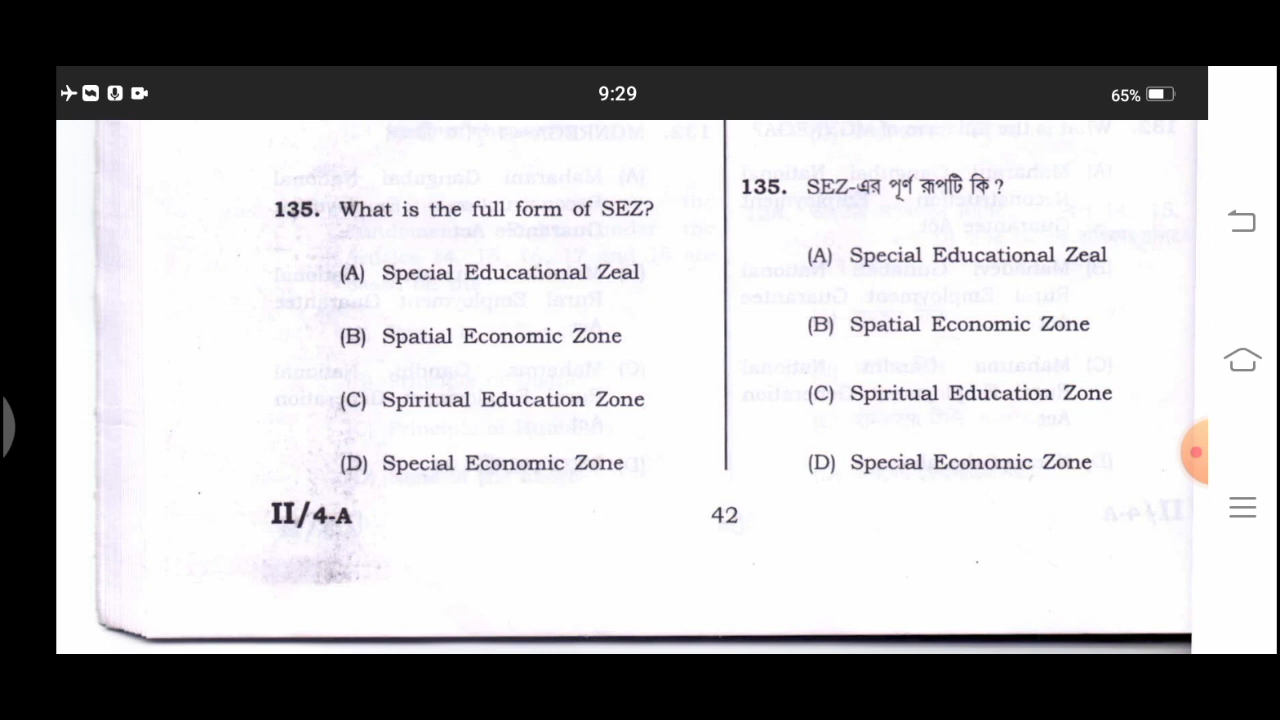 9:29
65%
135. What is the full form of SEZ?
(A) Special Educational Zeal
(B) Spatial Economic Zone
(C) Spiritual Education Zone
(D) Special Economic Zone
135. SEZ-এর পূর্ণ রূপটি কি?
(A) Special Educational Zeal
(B) Spatial Economic Zone
(C) Spiritual Education Zone
(D) Special Economic Zone
II/4-A
42